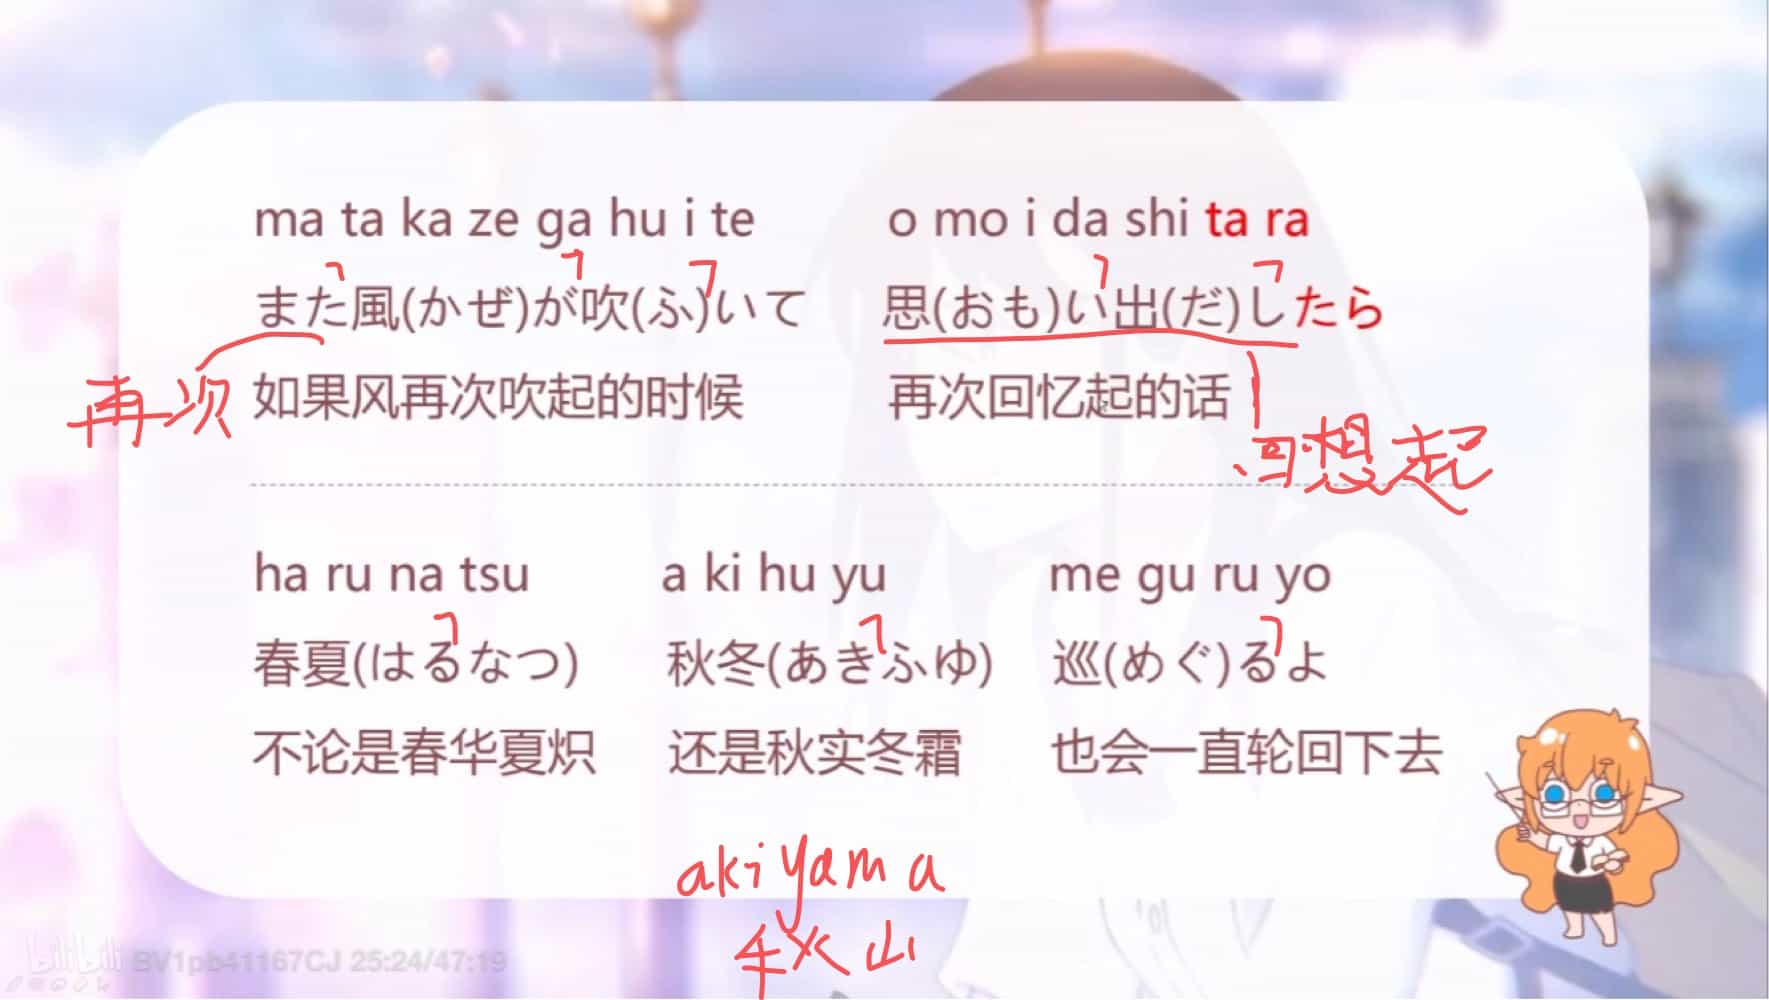 ma ta ka ze ga hu i te
o mo i da shi ta ra
また風(かぜ)が吹(ふ)いて
思(おも)い出(だ)したら
再次
如果风再次吹起的时候
再次回忆起的话
回想起
ha ru na tsu
a ki hu yu
me gu ru yo
春夏(はるなつ)
秋冬(あきふゆ)
巡(めぐ)るよ
不论是春华夏炽
还是秋实冬霜
也会一直轮回下去
akiyama
秋山
bilibili BV1pb41167CJ 25:24/47:19